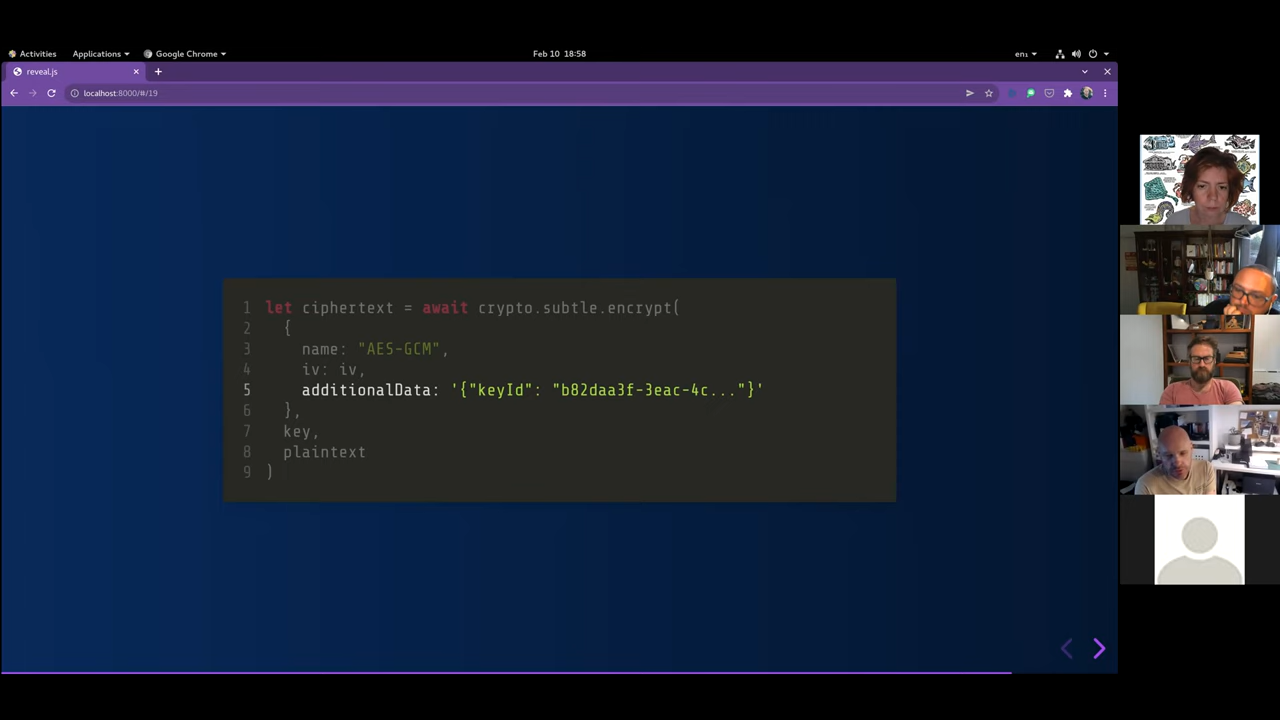 Activities Applications Google Chrome Feb 10 18:58 en₁
reveal.js
localhost:8000/#/19
1 let ciphertext = await crypto.subtle.encrypt(
2 {
3 name: "AES-GCM",
4 iv: iv,
5 additionalData: '{"keyId": "b82daa3f-3eac-4c..."}'
6 },
7 key,
8 plaintext
9 )